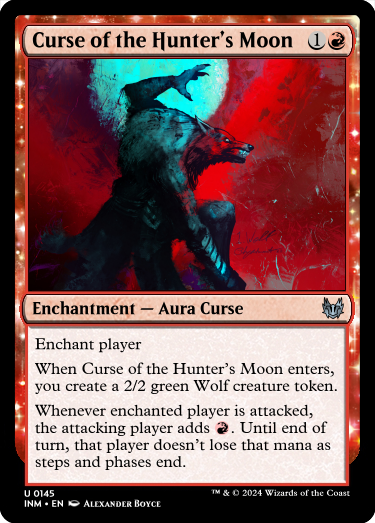 Curse of the Hunter's Moon 1
Enchantment — Aura Curse
Enchant player
When Curse of the Hunter's Moon enters,
you create a 2/2 green Wolf creature token.
Whenever enchanted player is attacked,
the attacking player adds . Until end of
turn, that player doesn't lose that mana as
steps and phases end.
U 0145
INM • EN Alexander Boyce
™ & © 2024 Wizards of the Coast